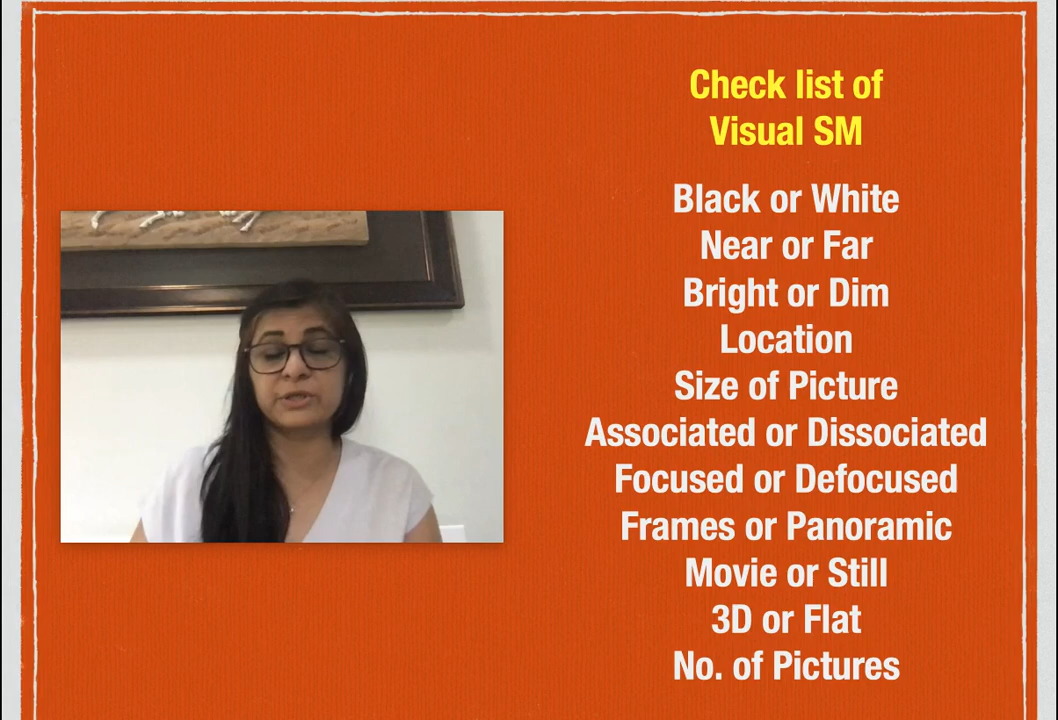 Check list of
Visual SM
Black or White
Near or Far
Bright or Dim
Location
Size of Picture
Associated or Dissociated
Focused or Defocused
Frames or Panoramic
Movie or Still
3D or Flat
No. of Pictures